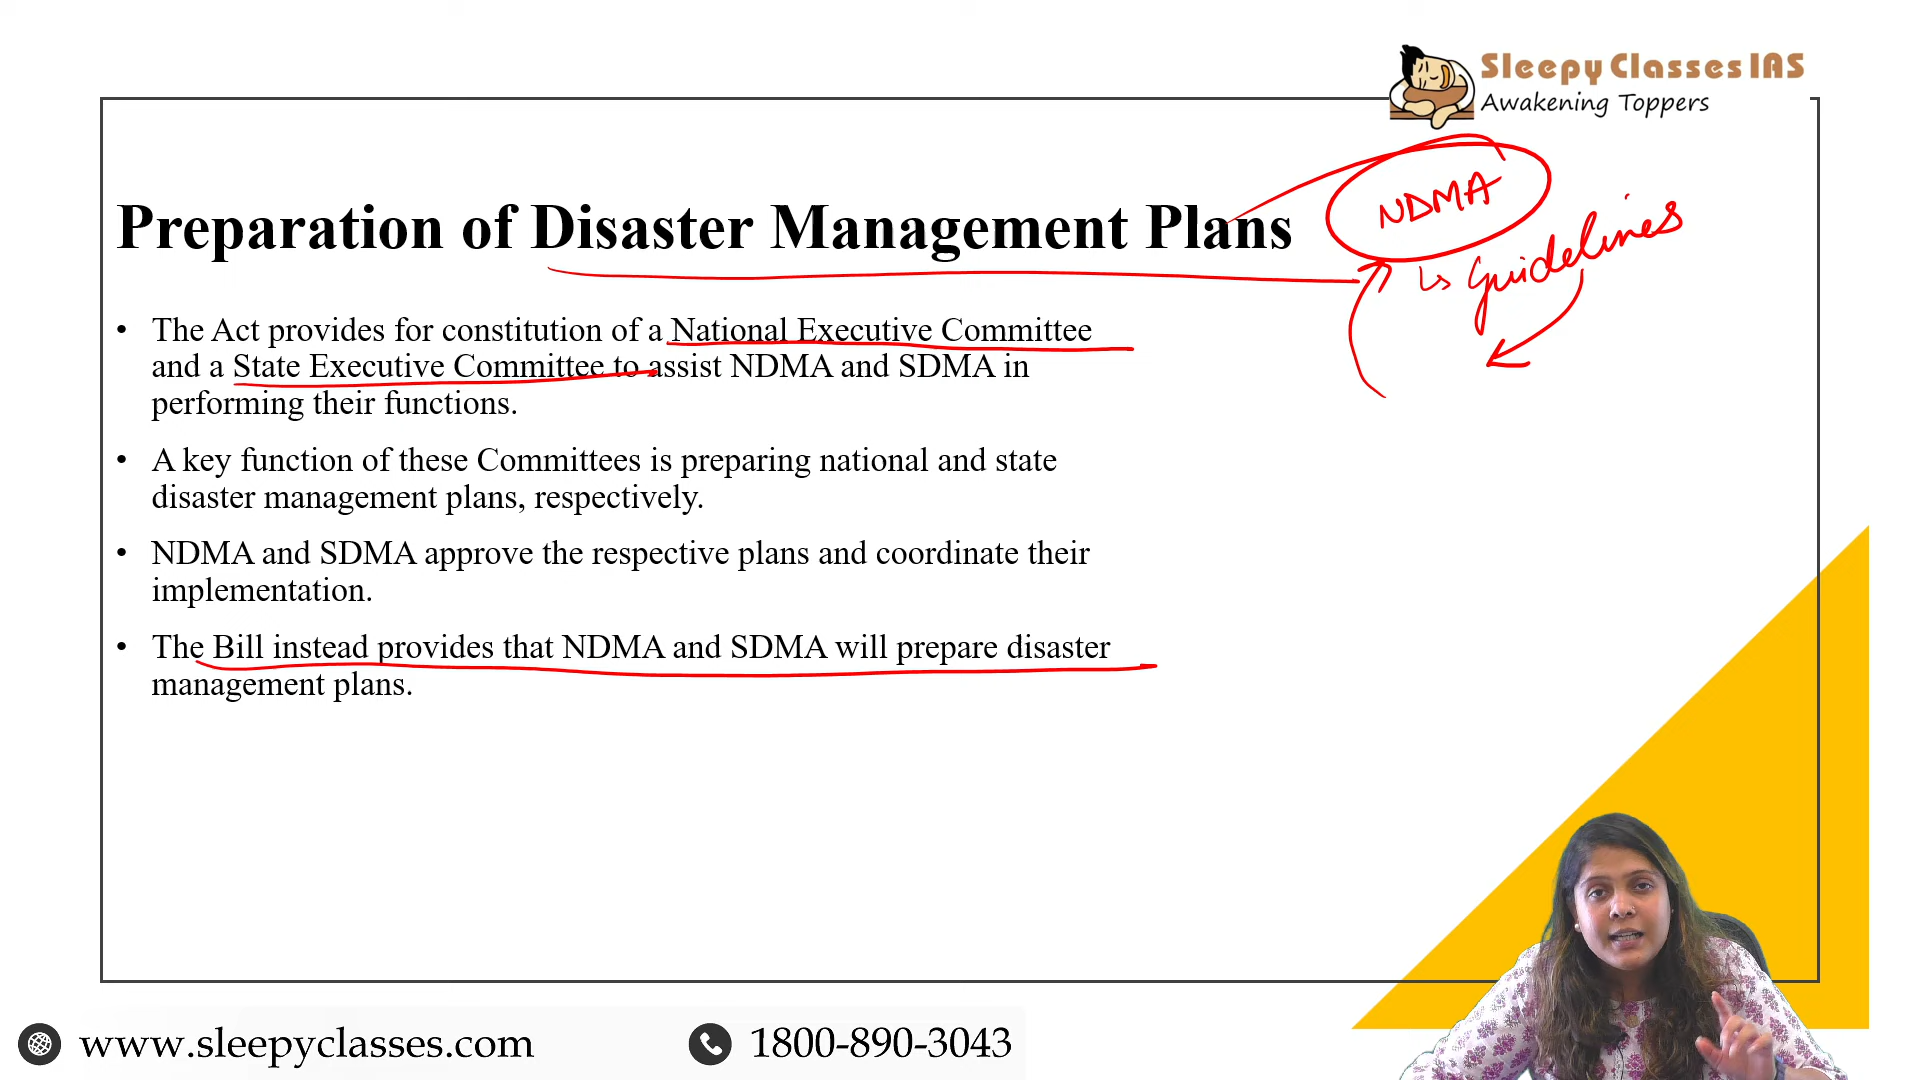 Sleepy Classes IAS
Awakening Toppers
NDMA
Preparation of Disaster Management Plans
↳ Guidelines
• The Act provides for constitution of a National Executive Committee
and a State Executive Committee to assist NDMA and SDMA in
performing their functions.
• A key function of these Committees is preparing national and state
disaster management plans, respectively.
• NDMA and SDMA approve the respective plans and coordinate their
implementation.
• The Bill instead provides that NDMA and SDMA will prepare disaster
management plans.
www.sleepyclasses.com
1800-890-3043